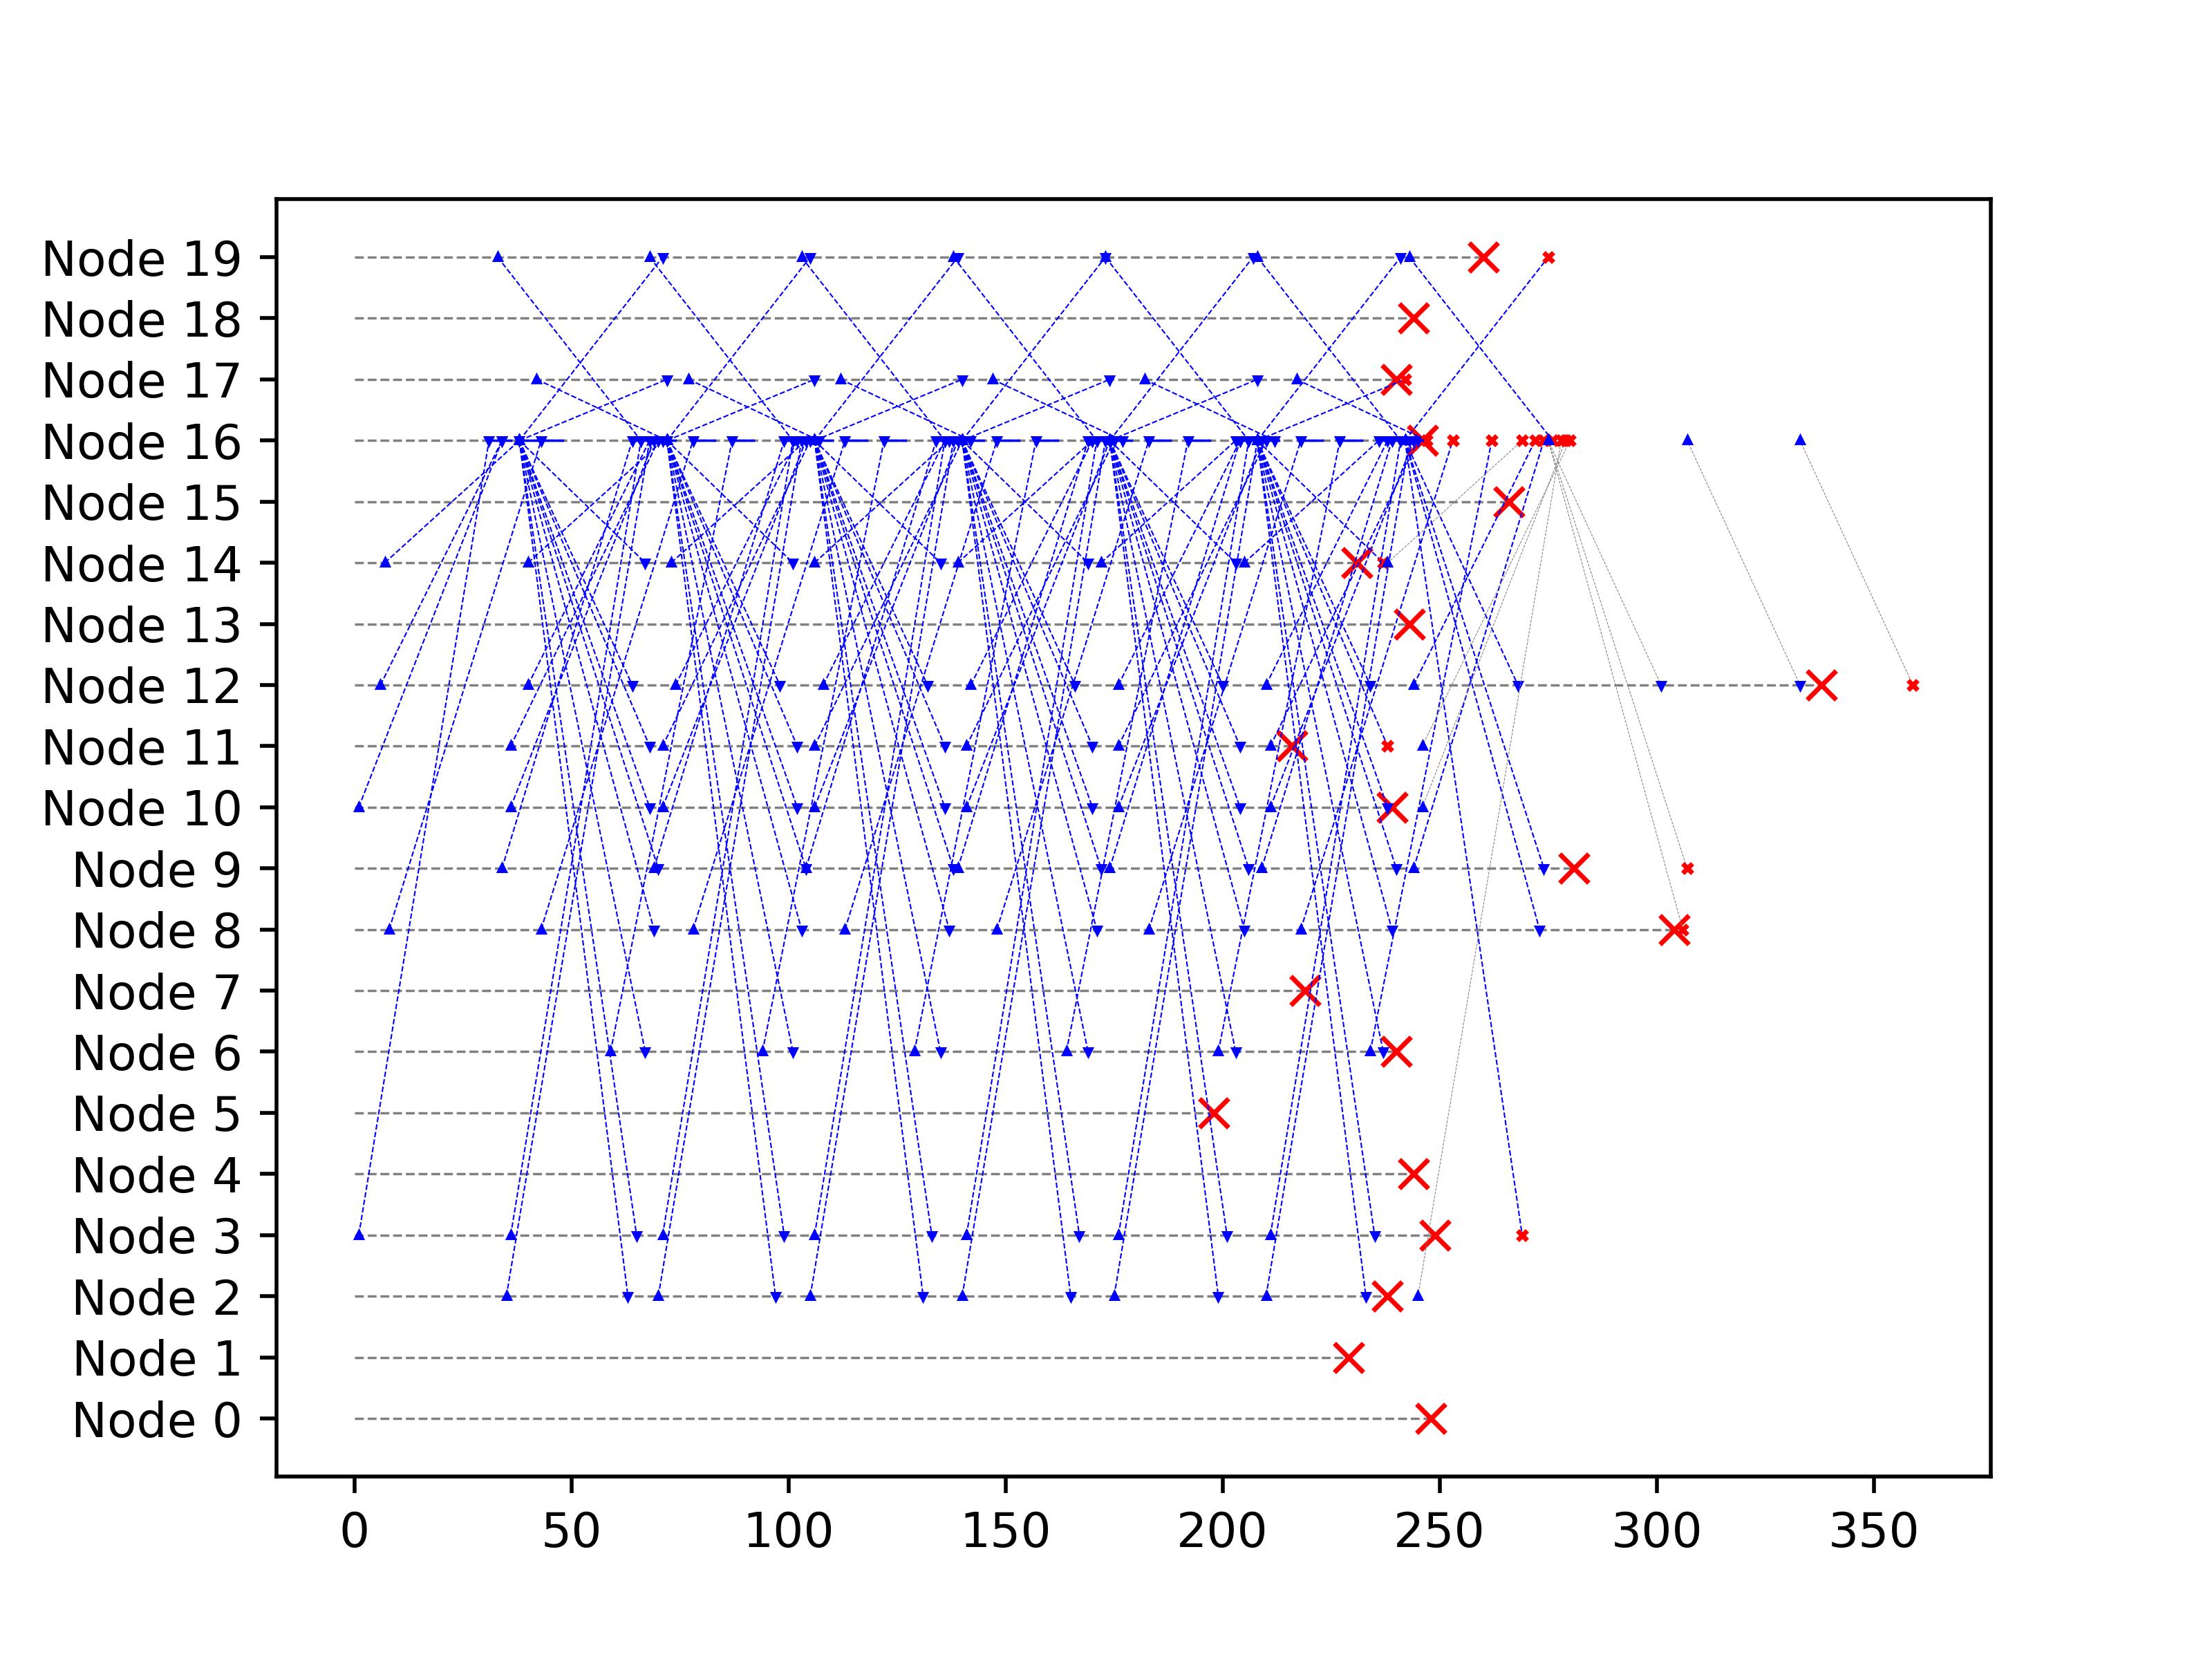 Node 19
Node 18
Node 17
Node 16
Node 15
Node 14
Node 13
Node 12
Node 11
Node 10
Node 9
Node 8
Node 7
Node 6
Node 5
Node 4
Node 3
Node 2
Node 1
Node 0
0 50 100 150 200 250 300 350